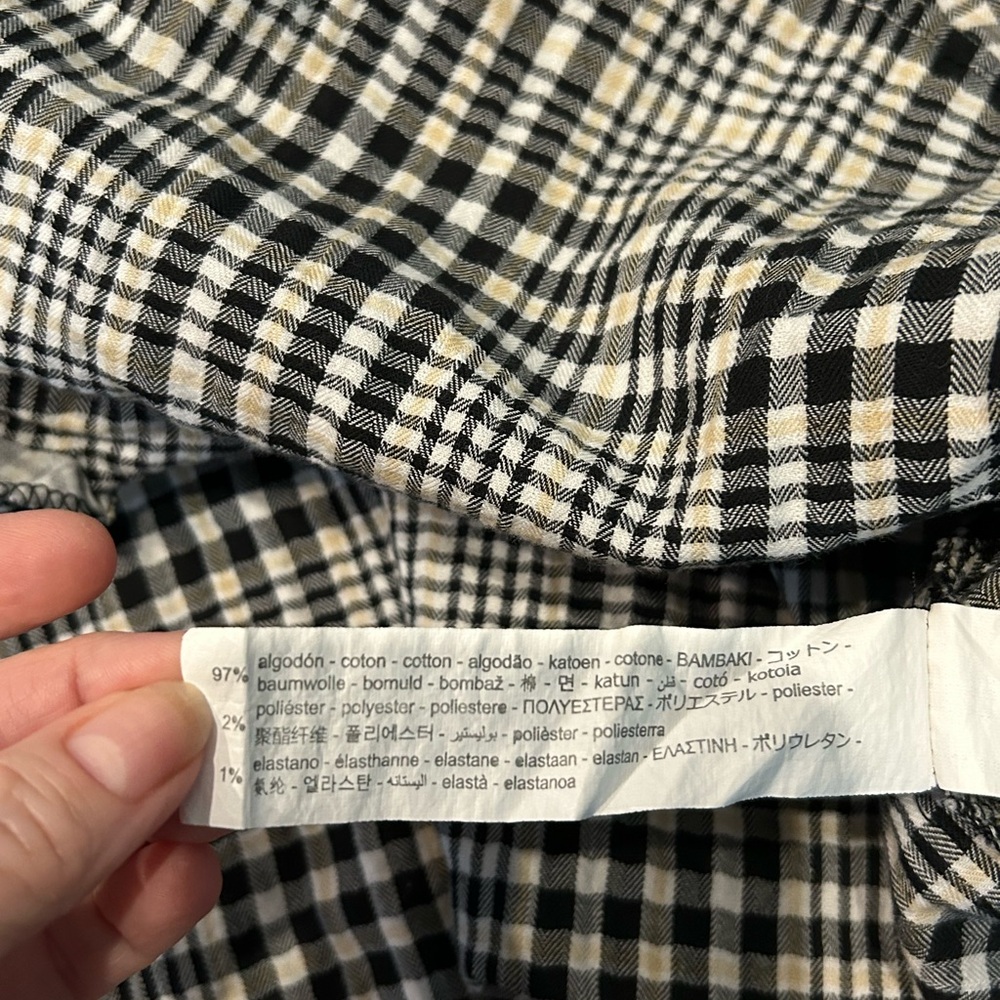 97% algodón - coton - cotton - algodão - katoen - cotone - BAMBAKI - コットン -
baumwolle - bomuld - bombaž - 棉 - 면 - katun - قطن - cotó - kotoia
2% poliéster - polyester - poliestere - ΠΟΛΥΕΣΤΕΡΑΣ - ポリエステル - poliester -
聚酯纤维 - 폴리에스터 - بوليستير - polièster - poliesterra
1% elastano - élasthanne - elastane - elastaan - elastan - ΕΛΑΣΤΙΝΗ - ポリウレタン -
氨纶 - 엘라스탄 - اليستانه - elastà - elastanoa